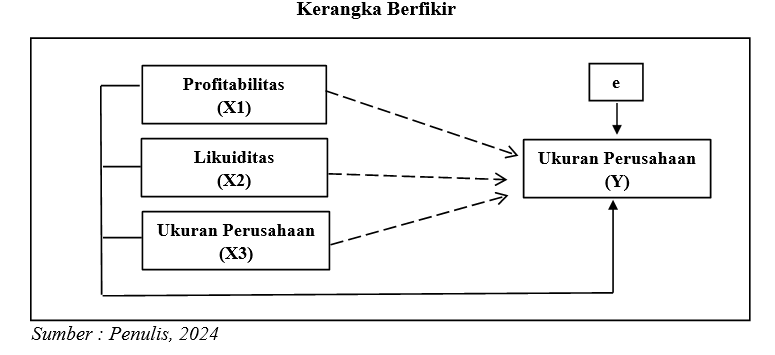 Kerangka Berfikir
Profitabilitas
(X1)
e
Likuiditas
(X2)
Ukuran Perusahaan
(Y)
Ukuran Perusahaan
(X3)
Sumber : Penulis, 2024